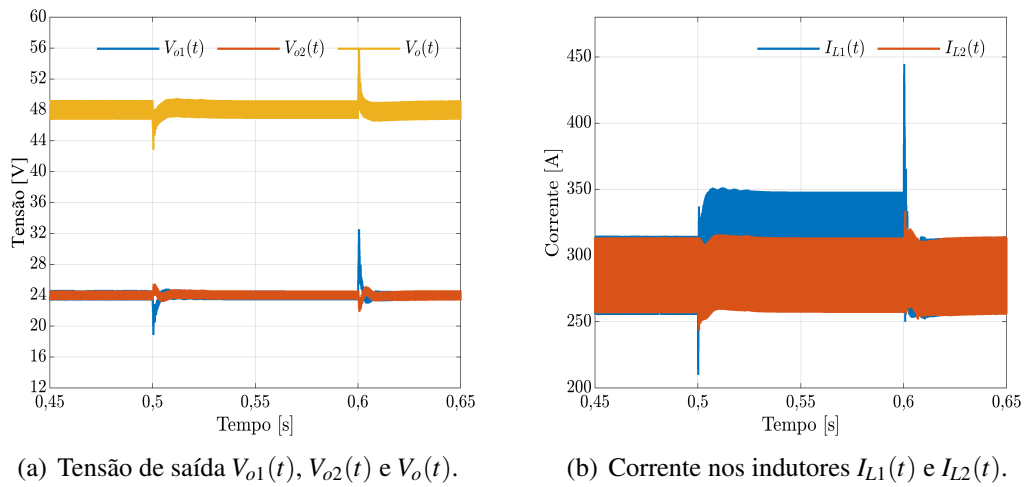 60
56
52
48
44
40
36
32
28
24
20
16
12
Tensão [V]
V_{o1}(t) V_{o2}(t) V_o(t)
0,45 0,5 0,55 0,6 0,65
Tempo [s]
(a) Tensão de saída V_{o1}(t), V_{o2}(t) e V_o(t).
450
400
350
300
250
200
Corrente [A]
I_{L1}(t) I_{L2}(t)
0,45 0,5 0,55 0,6 0,65
Tempo [s]
(b) Corrente nos indutores I_{L1}(t) e I_{L2}(t).